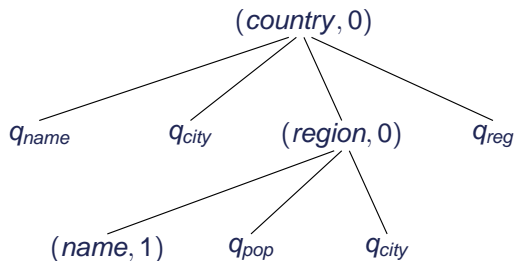 (country, 0)
q_name q_city (region, 0) q_reg
(name, 1) q_pop q_city